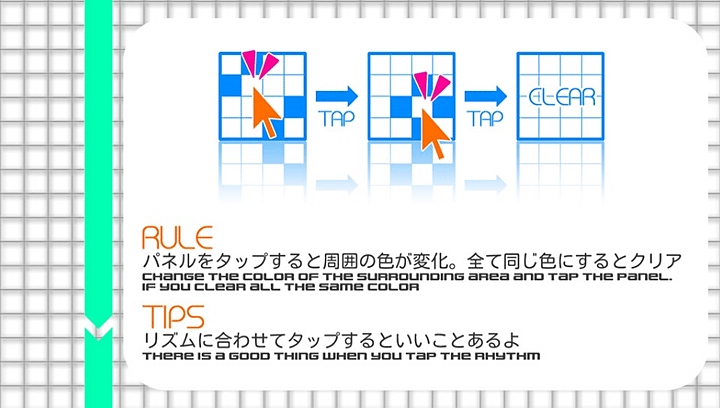 TAP
TAP
CLEAR
RULE
パネルをタップすると周囲の色が変化。全て同じ色にするとクリア
CHANGE THE COLOR OF THE SURROUNDING AREA AND TAP THE PANEL.
IF YOU CLEAR ALL THE SAME COLOR
TIPS
リズムに合わせてタップするといいことあるよ
THERE IS A GOOD THING WHEN YOU TAP THE RHYTHM